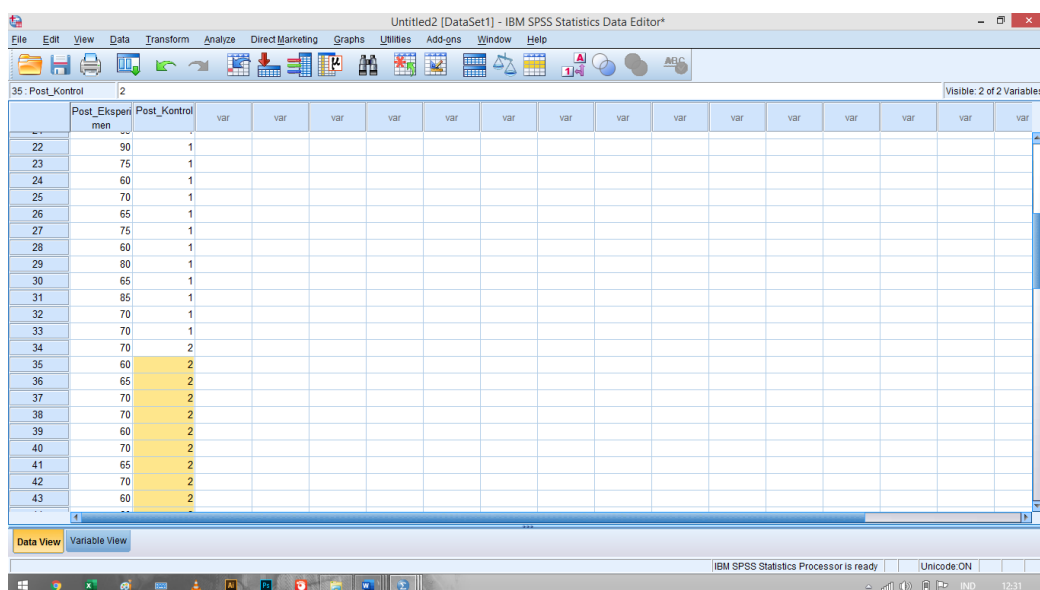 Untitled2 [DataSet1] - IBM SPSS Statistics Data Editor*
File Edit View Data Transform Analyze Direct Marketing Graphs Utilities Add-ons Window Help
35 : Post_Kontrol 2 Visible: 2 of 2 Variables
Post_Eksperimen Post_Kontrol var var var var var var var var var var var var var var var
22 90 1
23 75 1
24 60 1
25 70 1
26 65 1
27 75 1
28 60 1
29 80 1
30 65 1
31 85 1
32 70 1
33 70 1
34 70 2
35 60 2
36 65 2
37 70 2
38 70 2
39 60 2
40 70 2
41 65 2
42 70 2
43 60 2
Data View Variable View
IBM SPSS Statistics Processor is ready Unicode:ON
IND 12:31